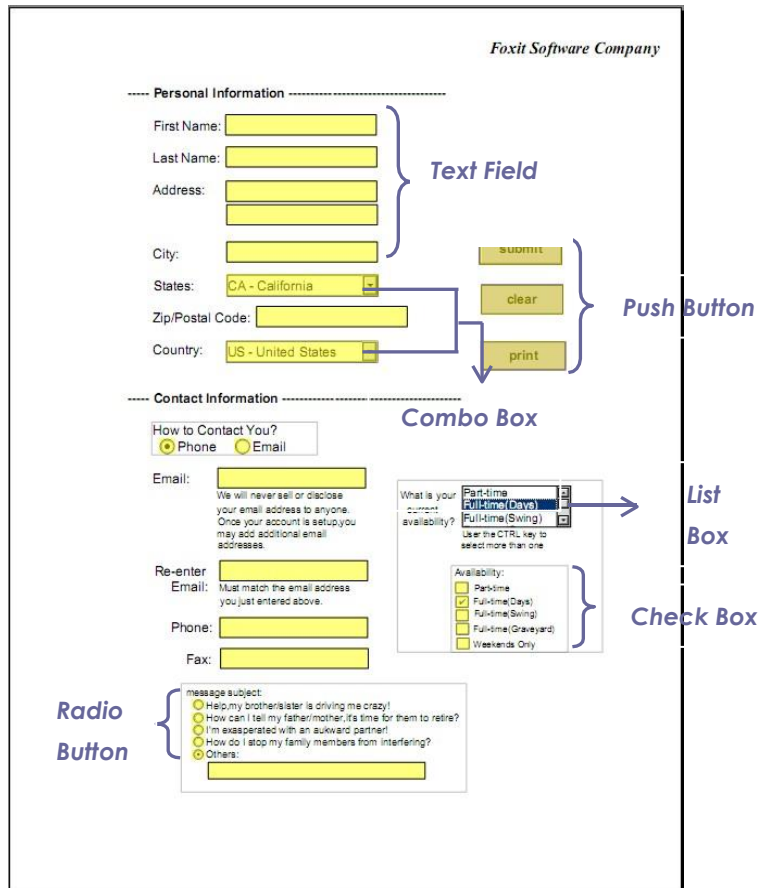 Foxit Software Company
----- Personal Information -----------------------------------
First Name:
Last Name:
Text Field
Address:
City:
submit
States:
CA - California
clear
Push Button
Zip/Postal Code:
Country:
US - United States
print
----- Contact Information ---------------------------------------
Combo Box
How to Contact You?
Phone Email
Email:
We will never sell or disclose
your email address to anyone.
Once your account is setup,you
may add additional email
addresses.
What is your
current
availability?
Part-time
Full-time(Days)
Full-time(Swing)
User the CTRL key to
select more than one
List
Box
Re-enter
Email:
Must match the email address
you just entered above.
Availability:
Part-time
Full-time(Days)
Full-time(Swing)
Full-time(Graveyard)
Weekends Only
Check Box
Phone:
Fax:
Radio
Button
message subject:
Help,my brother/sister is driving me crazy!
How can I tell my father/mother,it's time for them to retire?
I'm exasperated with an aukward partner!
How do I stop my family members from interfering?
Others: